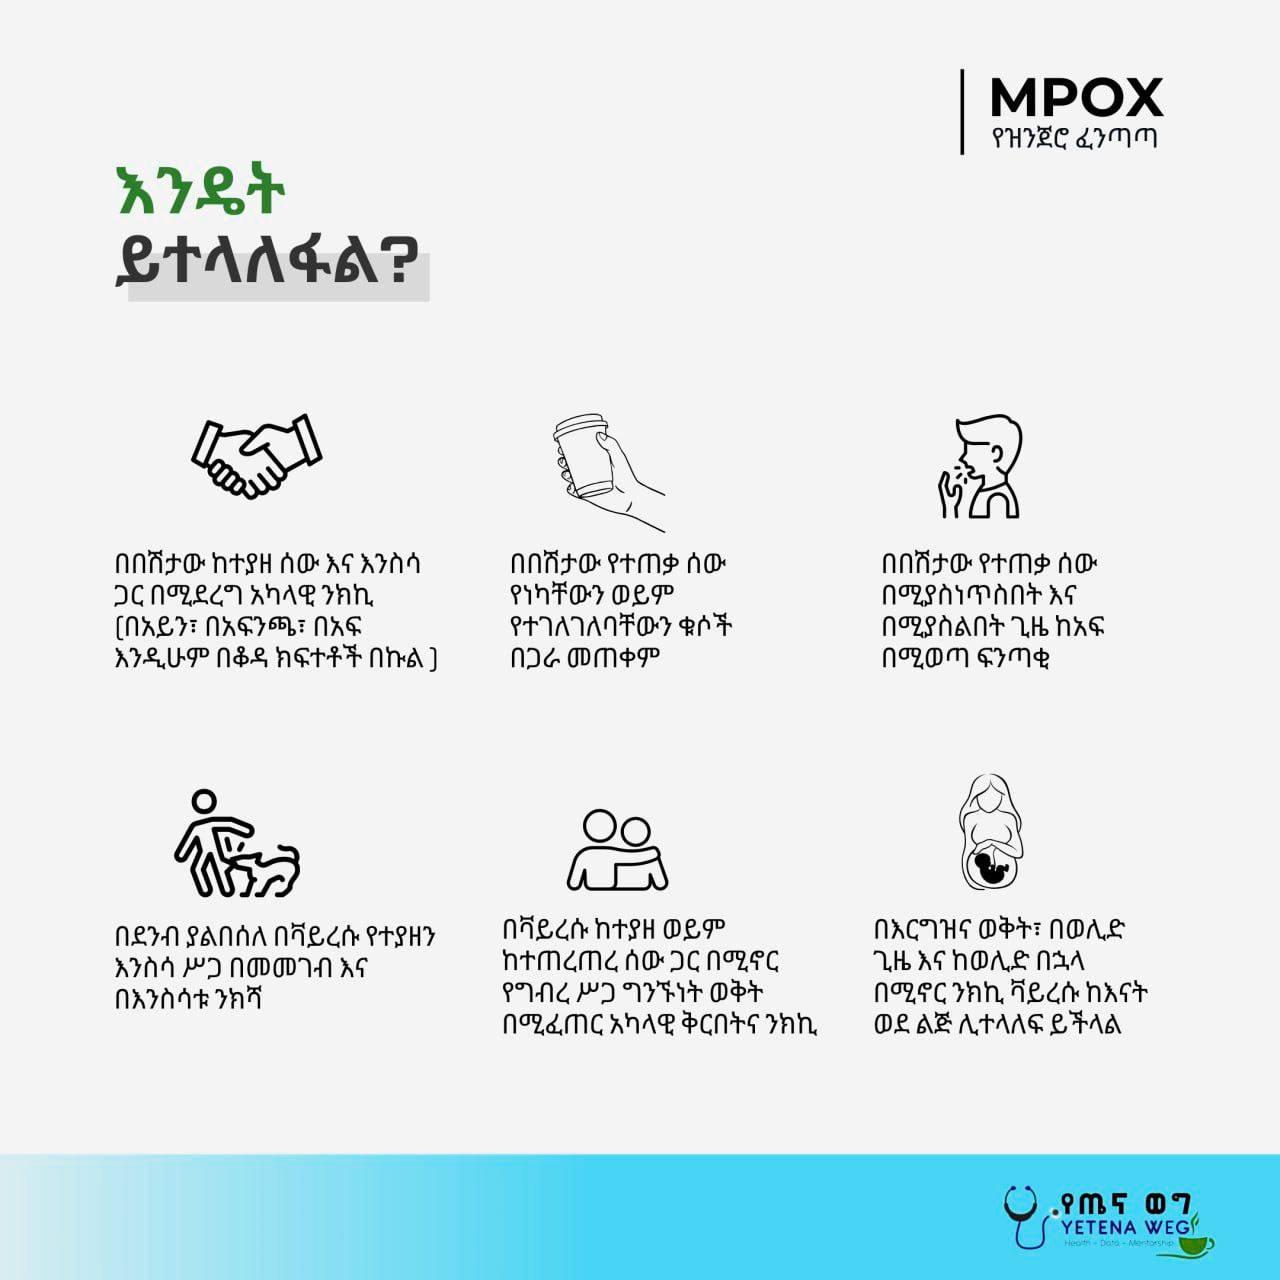 MPOX
የዝንጀሮ ፈንጣጣ
እንዴት
ይተላለፋል?
በበሽታው ከተያዘ ሰው እና እንስሳ
ጋር በሚደረግ አካላዊ ንክኪ
(በአይን፣ በአፍንጫ፣ በአፍ
እንዲሁም በቆዳ ክፍተቶች በኩል )
በበሽታው የተጠቃ ሰው
የነካቸውን ወይም
የተገለገለባቸውን ቁሶች
በጋራ መጠቀም
በበሽታው የተጠቃ ሰው
በሚያስነጥስበት እና
በሚያስልበት ጊዜ ከአፍ
በሚወጣ ፍንጣቂ
በደንብ ያልበሰለ በቫይረሱ የተያዘን
እንስሳ ሥጋ በመመገብ እና
በእንስሳቱ ንክሻ
በቫይረሱ ከተያዘ ወይም
ከተጠረጠረ ሰው ጋር በሚኖር
የግብረ ሥጋ ግንኙነት ወቅት
በሚፈጠር አካላዊ ቅርበትና ንክኪ
በእርግዝና ወቅት፣ በወሊድ
ጊዜ እና ከወሊድ በኋላ
በሚኖር ንክኪ ቫይረሱ ከእናት
ወደ ልጅ ሊተላለፍ ይችላል
የጤና ወግ
YETENA WEG
Health - Data - Mentorship